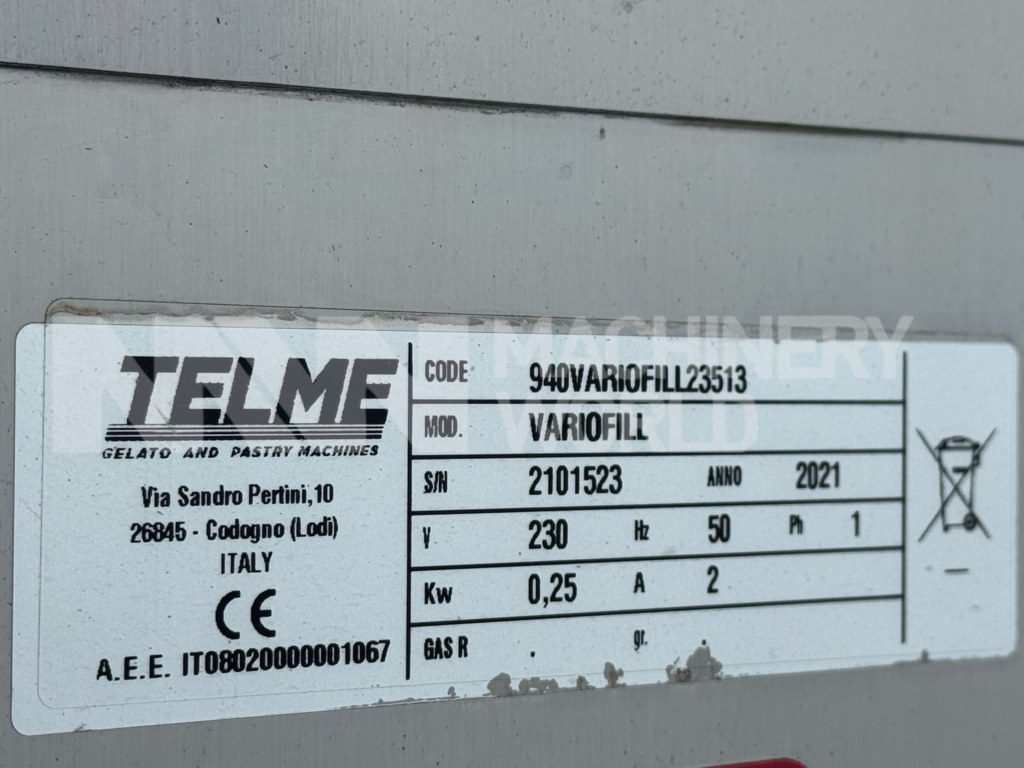 MACHINERY
WORLD
TELME
GELATO AND PASTRY MACHINES
Via Sandro Pertini,10
26845 - Codogno (Lodi)
ITALY
CE
A.E.E. IT08020000001067
CODE 940VARIOFILL23513
MOD. VARIOFILL
S/N 2101523 ANNO 2021
V 230 Hz 50 Ph 1
Kw 0,25 A 2
GAS R . gr. .